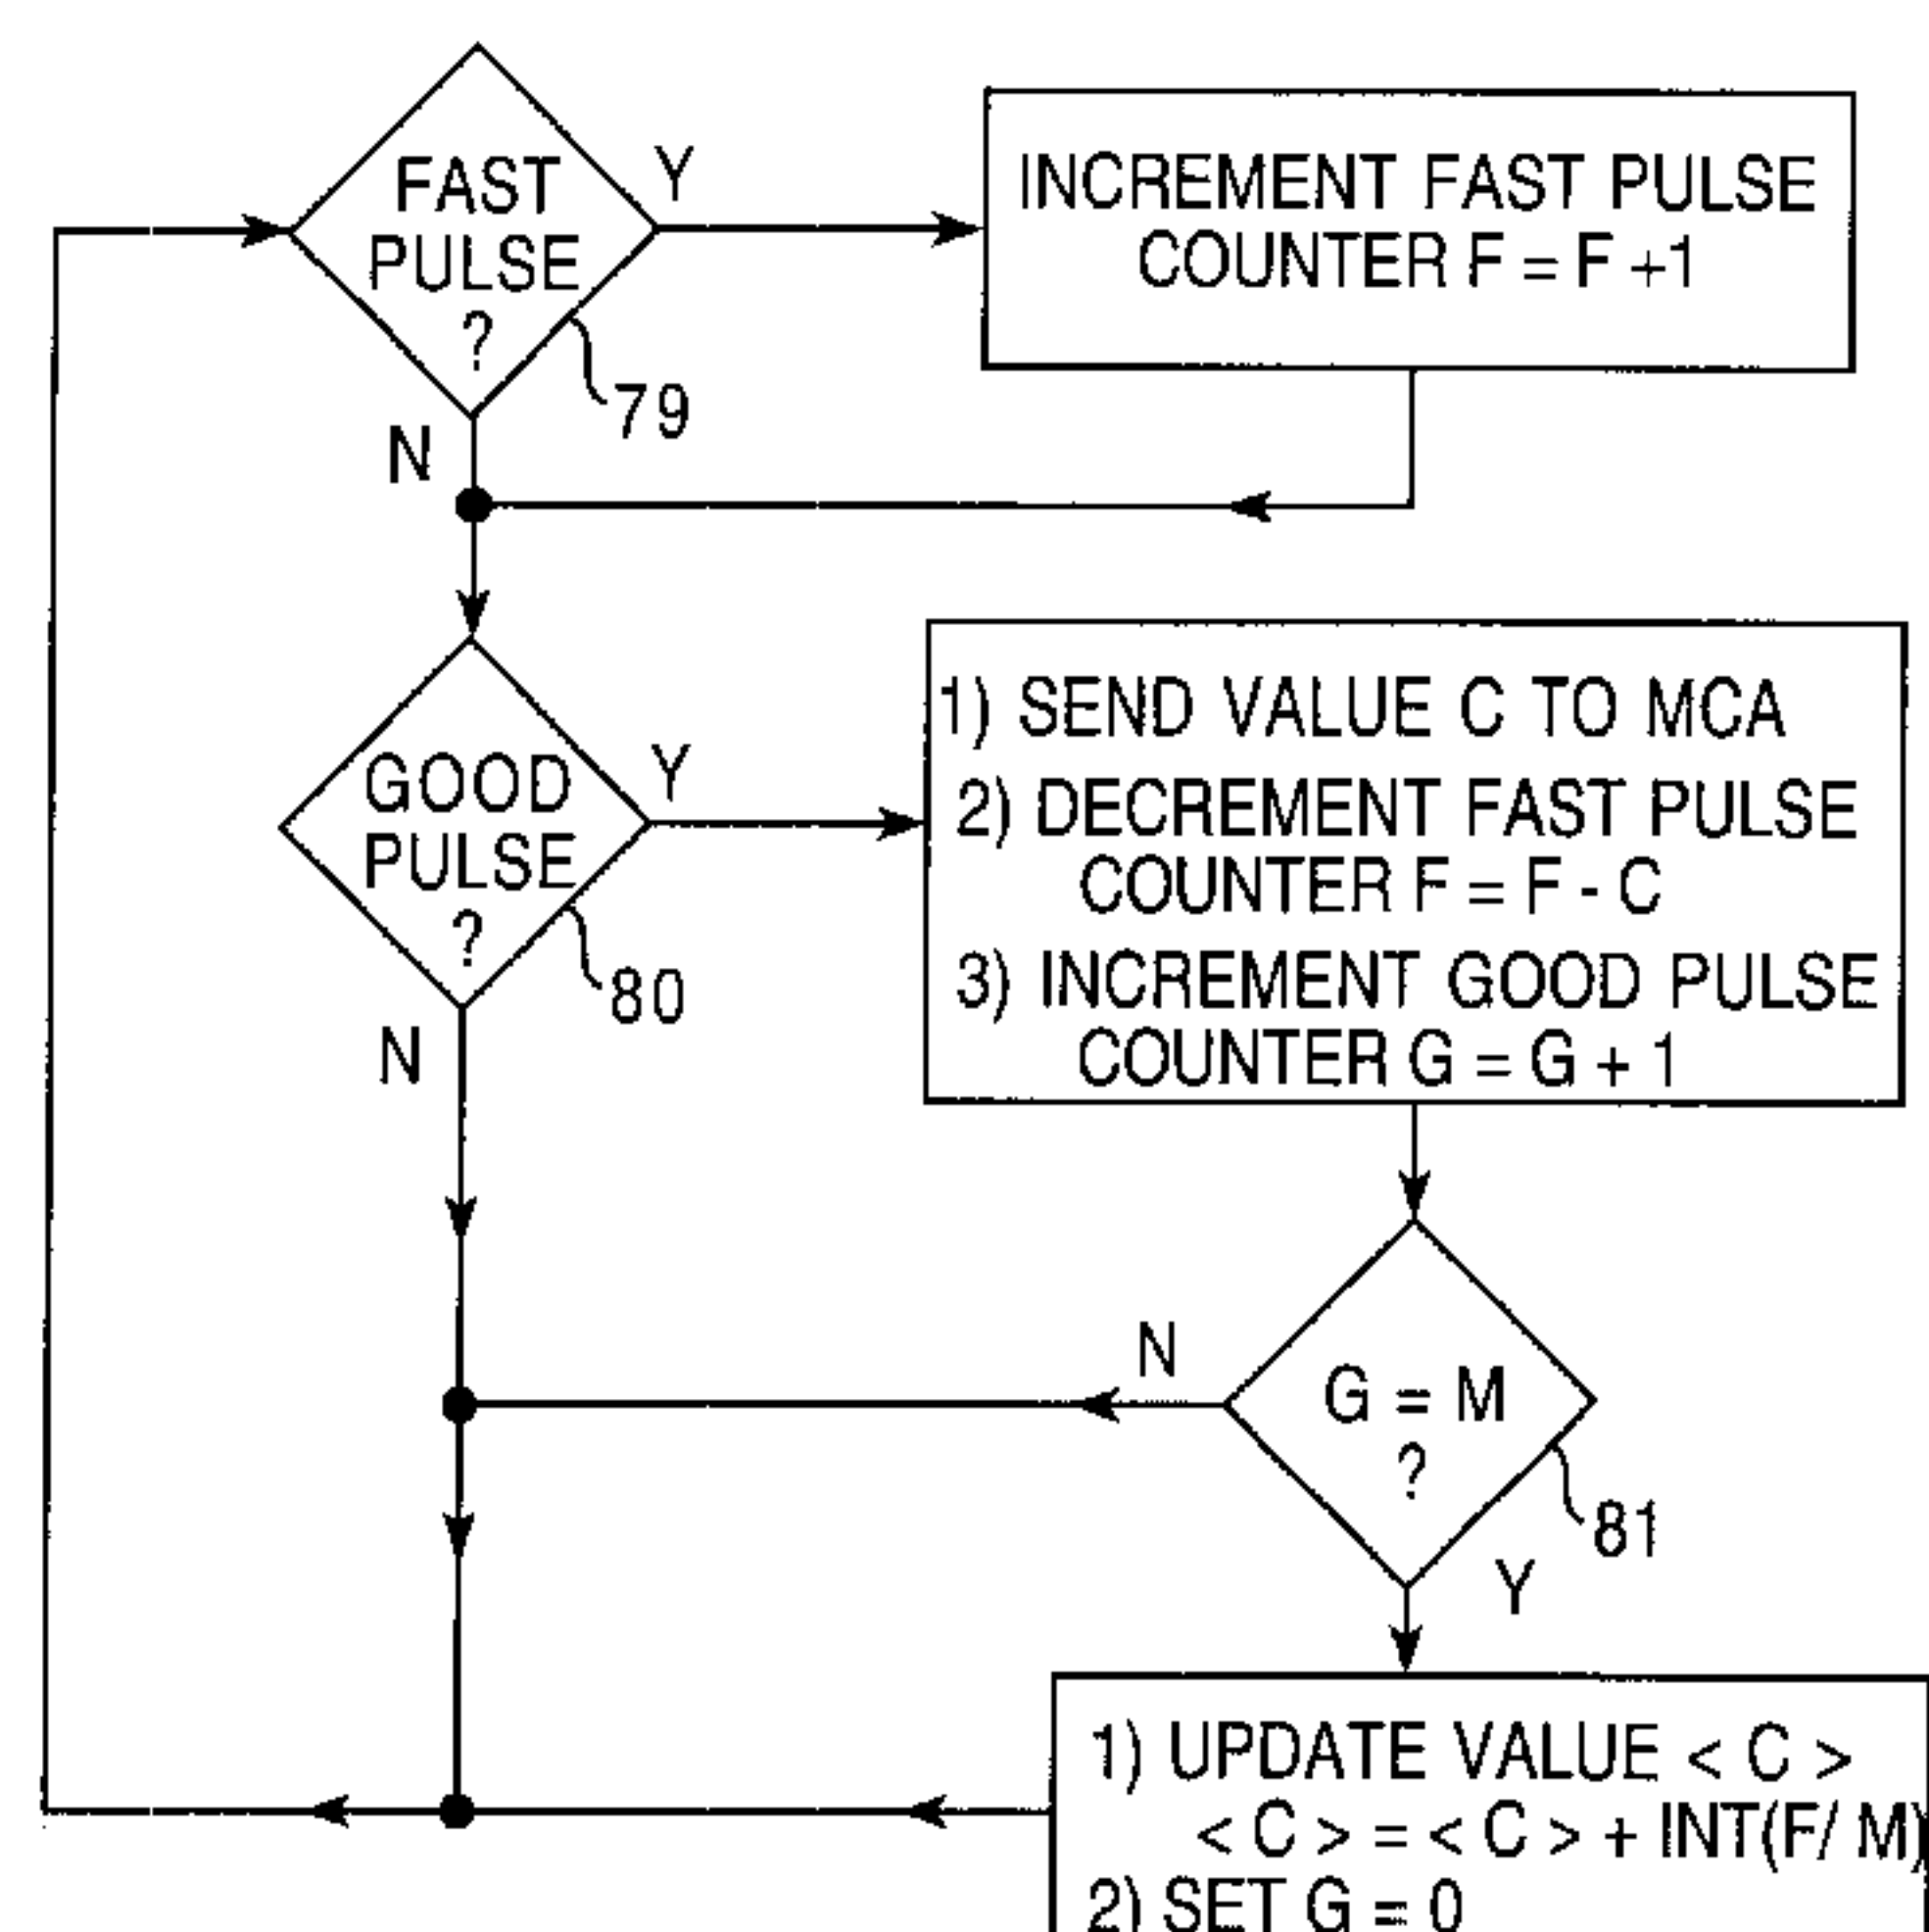 FAST
PULSE
?
Y
INCREMENT FAST PULSE
COUNTER F = F +1
79
N
GOOD
PULSE
?
Y
1) SEND VALUE C TO MCA
2) DECREMENT FAST PULSE
COUNTER F = F - C
3) INCREMENT GOOD PULSE
COUNTER G = G + 1
80
N
N
G = M
?
81
Y
1) UPDATE VALUE < C >
< C > = < C > + INT(F/ M)
2) SET G = 0